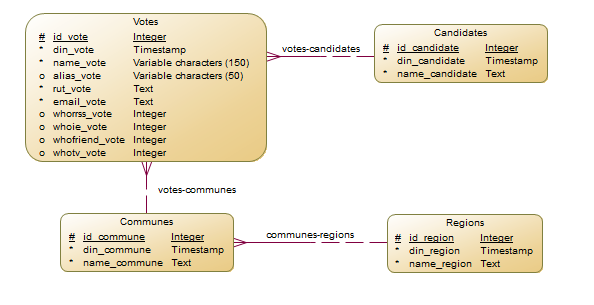 Votes
# id_vote Integer
* din_vote Timestamp
* name_vote Variable characters (150)
o alias_vote Variable characters (50)
* rut_vote Text
* email_vote Text
o whorrss_vote Integer
o whoie_vote Integer
o whofriend_vote Integer
o whotv_vote Integer
votes-candidates
Candidates
# id_candidate Integer
* din_candidate Timestamp
* name_candidate Text
votes-communes
Communes
# id_commune Integer
* din_commune Timestamp
* name_commune Text
communes-regions
Regions
# id_region Integer
* din_region Timestamp
* name_region Text